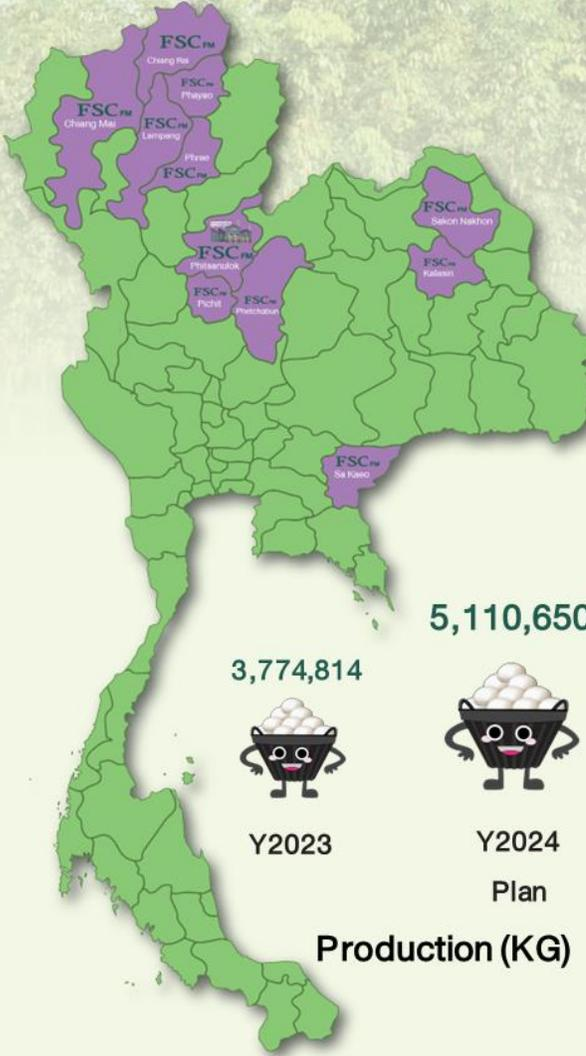 FSC FM
Chiang Rai
FSC FM
Phayao
FSC FM
Chiang Mai
FSC FM
Lampang
Phrae
FSC FM
FSC FM
Sakon Nakhon
FSC FM
Phitsanulok
FSC FM
Kalasin
FSC FM
Pichit
FSC FM
Phetchabun
FSC FM
Sa Kaeo
5,110,650
3,774,814
Y2023
Y2024
Plan
Production (KG)